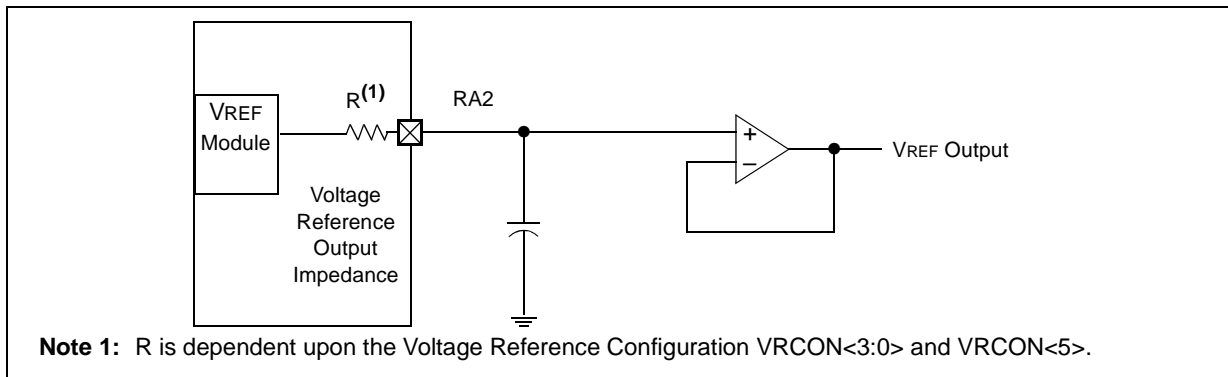 VREF
Module
R(1)
RA2
+
–
VREF Output
Voltage
Reference
Output
Impedance
Note 1: R is dependent upon the Voltage Reference Configuration VRCON<3:0> and VRCON<5>.